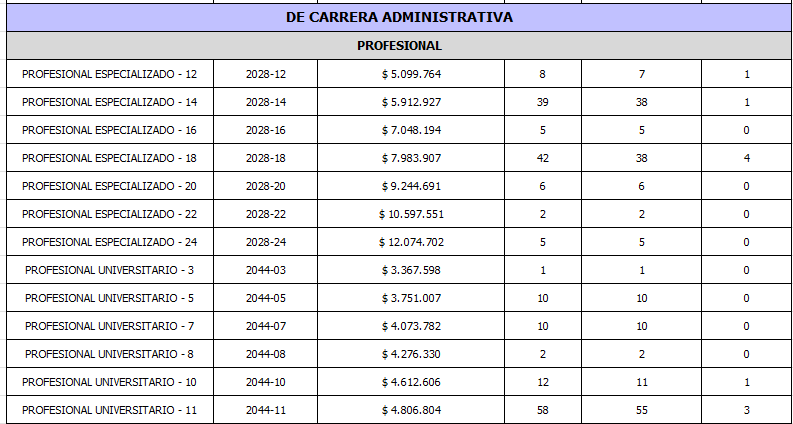 DE CARRERA ADMINISTRATIVA
PROFESIONAL
PROFESIONAL ESPECIALIZADO - 12 2028-12 $ 5.099.764 8 7 1
PROFESIONAL ESPECIALIZADO - 14 2028-14 $ 5.912.927 39 38 1
PROFESIONAL ESPECIALIZADO - 16 2028-16 $ 7.048.194 5 5 0
PROFESIONAL ESPECIALIZADO - 18 2028-18 $ 7.983.907 42 38 4
PROFESIONAL ESPECIALIZADO - 20 2028-20 $ 9.244.691 6 6 0
PROFESIONAL ESPECIALIZADO - 22 2028-22 $ 10.597.551 2 2 0
PROFESIONAL ESPECIALIZADO - 24 2028-24 $ 12.074.702 5 5 0
PROFESIONAL UNIVERSITARIO - 3 2044-03 $ 3.367.598 1 1 0
PROFESIONAL UNIVERSITARIO - 5 2044-05 $ 3.751.007 10 10 0
PROFESIONAL UNIVERSITARIO - 7 2044-07 $ 4.073.782 10 10 0
PROFESIONAL UNIVERSITARIO - 8 2044-08 $ 4.276.330 2 2 0
PROFESIONAL UNIVERSITARIO - 10 2044-10 $ 4.612.606 12 11 1
PROFESIONAL UNIVERSITARIO - 11 2044-11 $ 4.806.804 58 55 3